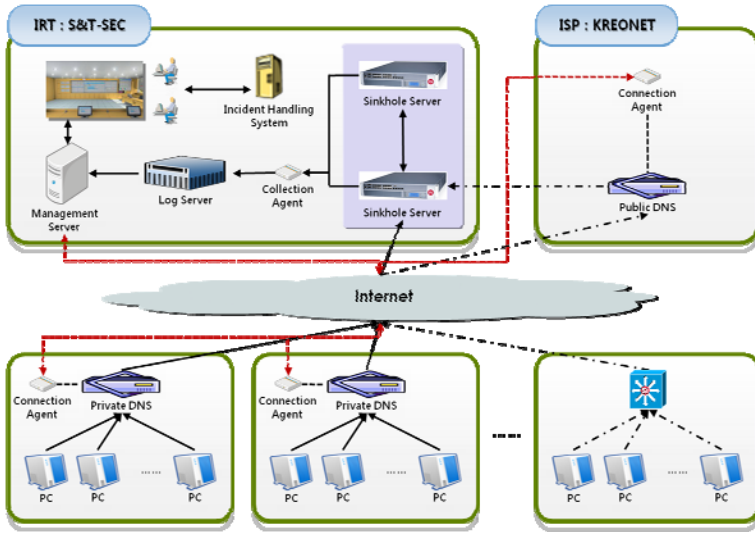 IRT : S&T-SEC
ISP : KREONET
Incident Handling
System
Sinkhole Server
Connection
Agent
Management
Server
Log Server
Collection
Agent
Sinkhole Server
Public DNS
Internet
Connection
Agent
Private DNS
PC
PC
......
PC
Connection
Agent
Private DNS
PC
PC
......
PC
PC
PC
......
PC